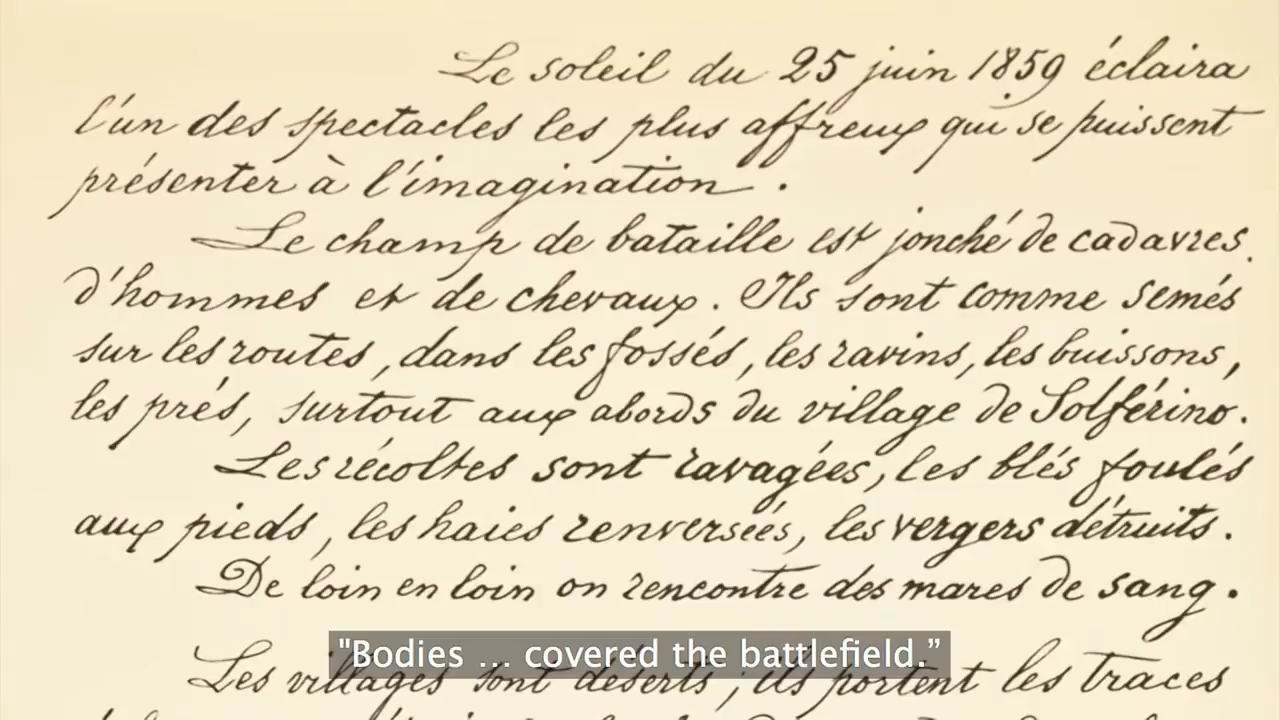 Le soleil du 25 juin 1859 éclaira
l'un des spectacles les plus affreux qui se puissent
présenter à l'imagination.
Le champ de bataille est jonché de cadavres
d'hommes et de chevaux. Ils sont comme semés
sur les routes, dans les fossés, les ravins, les buissons,
les prés, surtout aux abords du village de Solférino.
Les récoltes sont ravagées, les blés foulés
aux pieds, les haies renversées, les vergers détruits.
De loin en loin on rencontre des mares de sang.
"Bodies ... covered the battlefield.”
Les villages sont déserts ; ils portent les traces